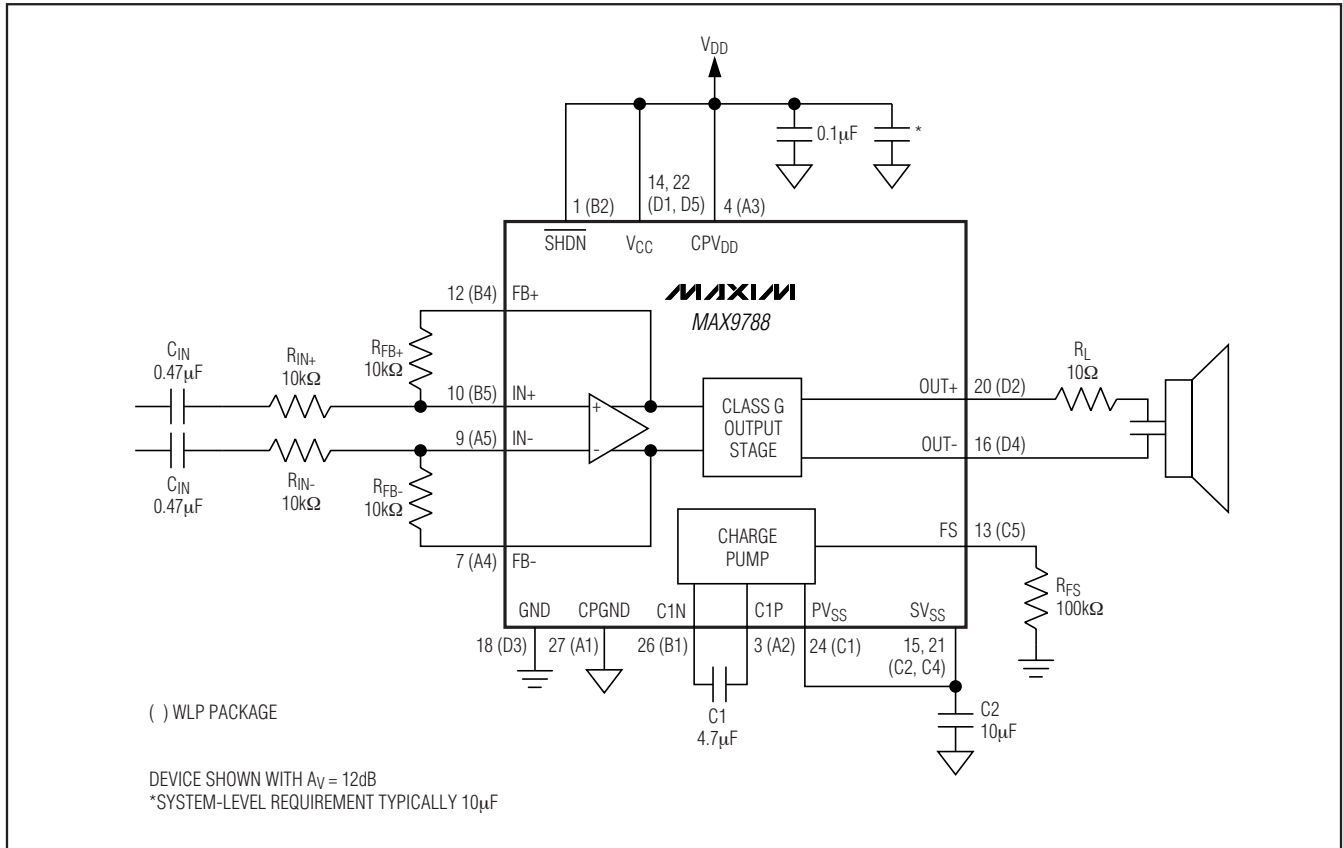 VDD
0.1µF
*
14, 22
(D1, D5)
1 (B2)
4 (A3)
SHDN
VCC
CPVDD
MAXIM
MAX9788
12 (B4)
FB+
CIN
0.47µF
RIN+
10kΩ
RFB+
10kΩ
10 (B5)
IN+
+
CLASS G
OUTPUT
STAGE
OUT+
20 (D2)
RL
10Ω
9 (A5)
IN-
-
OUT-
16 (D4)
CIN
0.47µF
RIN-
10kΩ
RFB-
10kΩ
7 (A4)
FB-
CHARGE
PUMP
FS
13 (C5)
RFS
100kΩ
GND
CPGND
C1N
C1P
PVSS
SVSS
18 (D3)
27 (A1)
26 (B1)
3 (A2)
24 (C1)
15, 21
(C2, C4)
C1
4.7µF
C2
10µF
( ) WLP PACKAGE
DEVICE SHOWN WITH AV = 12dB
*SYSTEM-LEVEL REQUIREMENT TYPICALLY 10µF